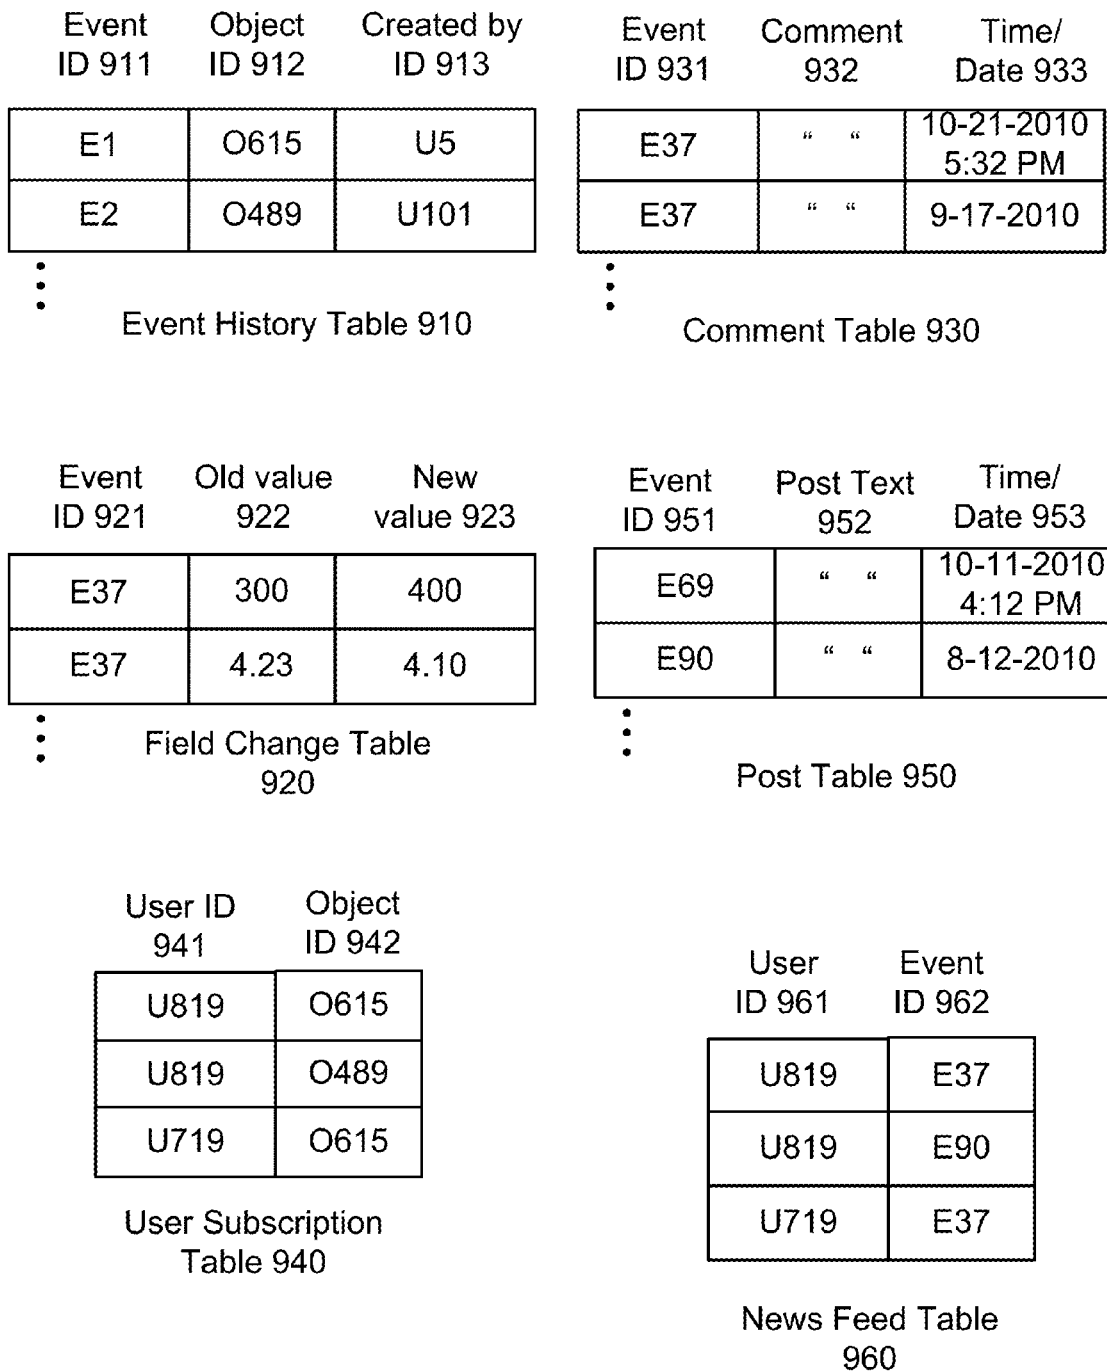 Event ID 911
Object ID 912
Created by ID 913
E1 O615 U5
E2 O489 U101
Event History Table 910
Event ID 931
Comment 932
Time/ Date 933
E37 “ “ 10-21-2010 5:32 PM
E37 “ “ 9-17-2010
Comment Table 930
Event ID 921
Old value 922
New value 923
E37 300 400
E37 4.23 4.10
Field Change Table
920
Event ID 951
Post Text 952
Time/ Date 953
E69 “ “ 10-11-2010 4:12 PM
E90 “ “ 8-12-2010
Post Table 950
User ID 941
Object ID 942
U819 O615
U819 O489
U719 O615
User Subscription
Table 940
User ID 961
Event ID 962
U819 E37
U819 E90
U719 E37
News Feed Table
960